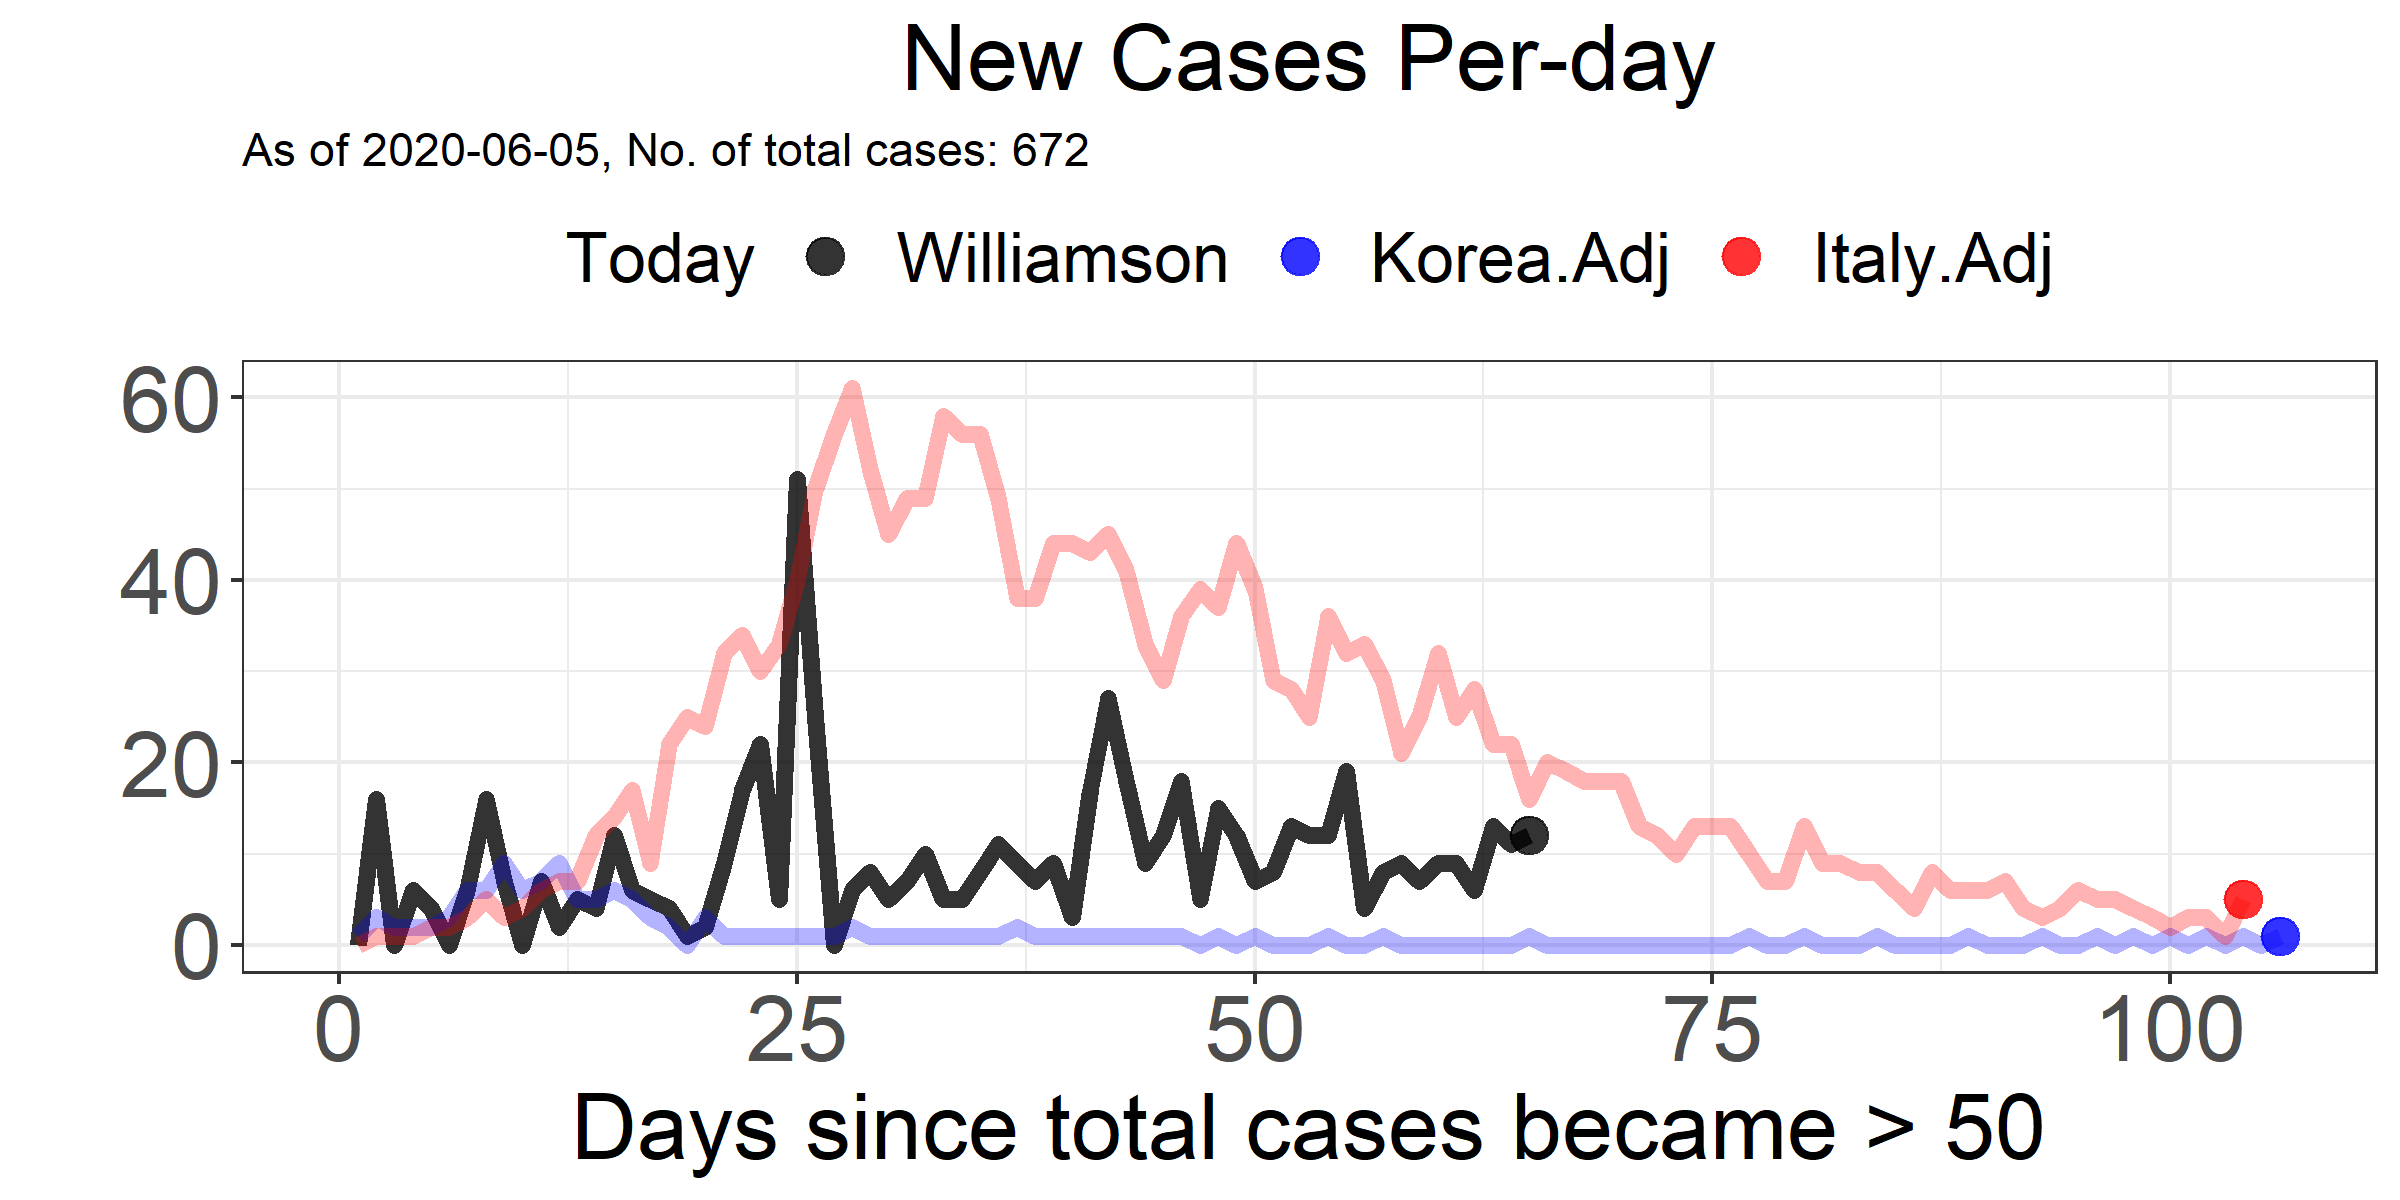 New Cases Per-day
As of 2020-06-05, No. of total cases: 672
Today Williamson Korea.Adj Italy.Adj
60
40
20
0
0 25 50 75 100
Days since total cases became > 50